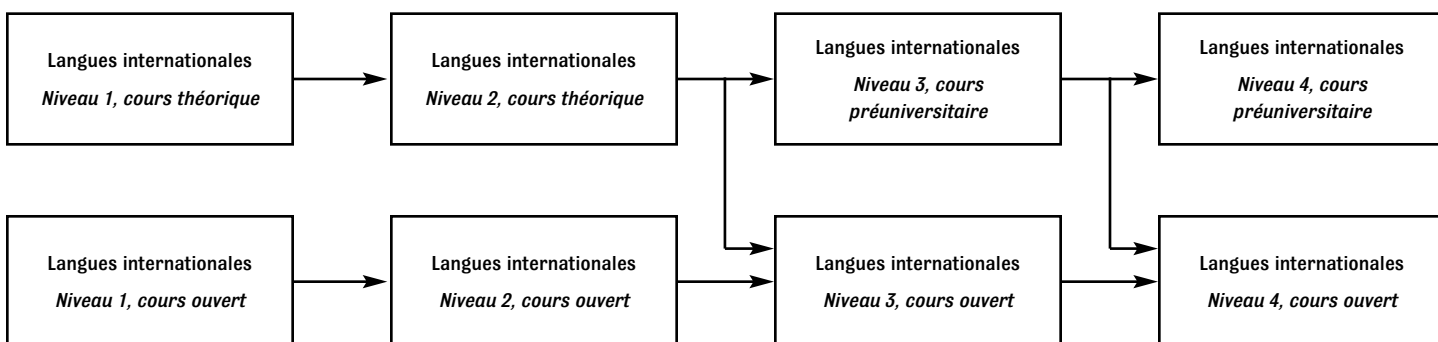 Langues internationales
Niveau 1, cours théorique
Langues internationales
Niveau 2, cours théorique
Langues internationales
Niveau 3, cours
préuniversitaire
Langues internationales
Niveau 4, cours
préuniversitaire
Langues internationales
Niveau 1, cours ouvert
Langues internationales
Niveau 2, cours ouvert
Langues internationales
Niveau 3, cours ouvert
Langues internationales
Niveau 4, cours ouvert